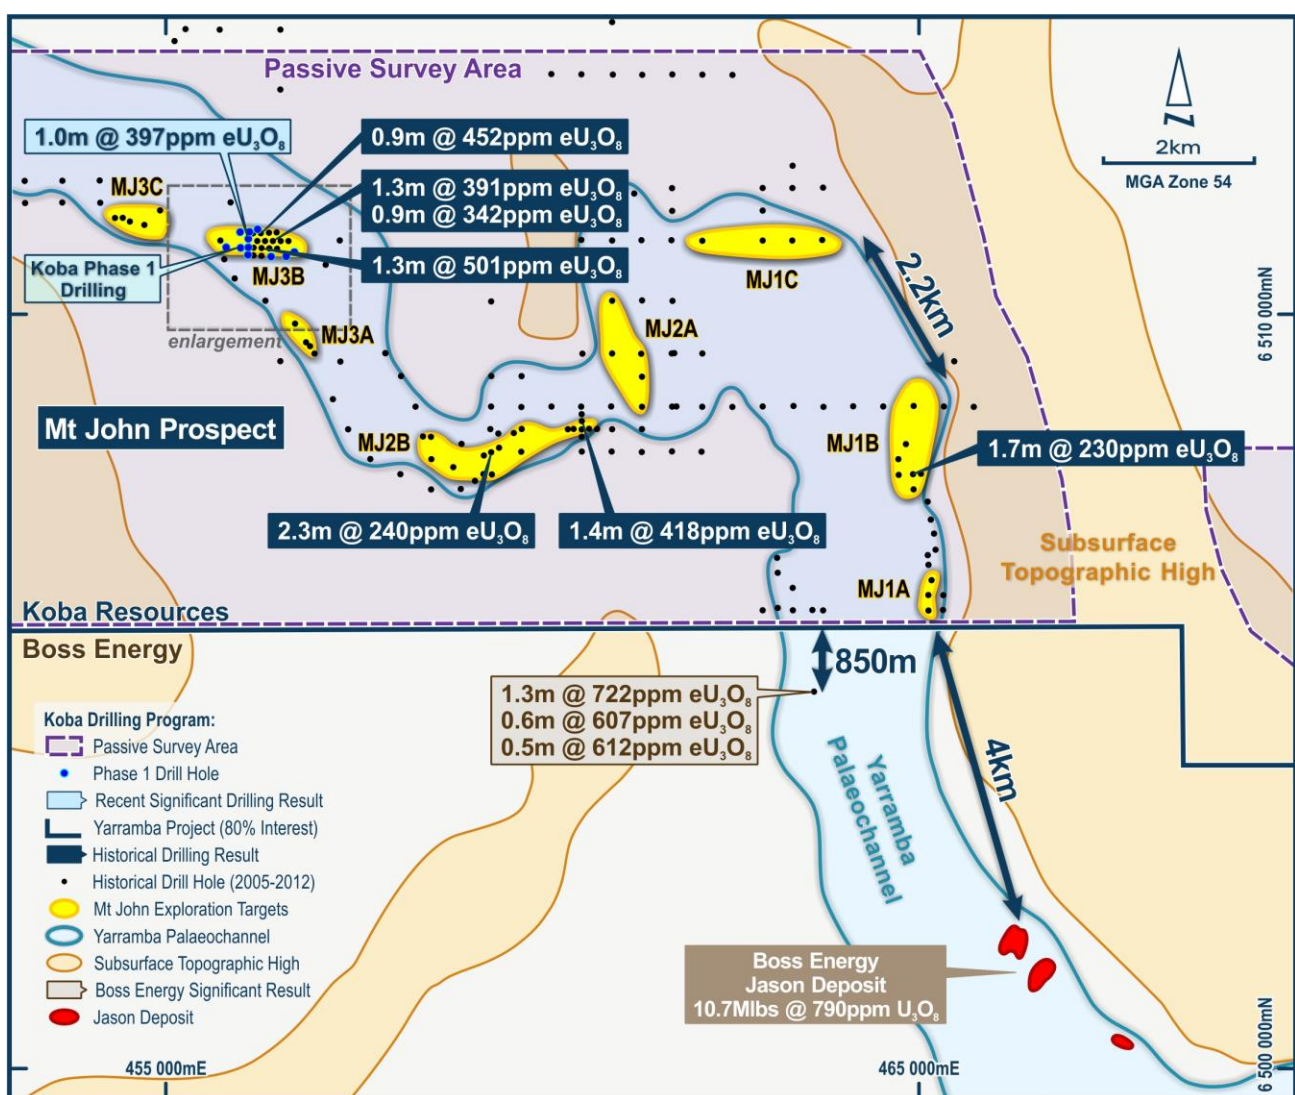 Passive Survey Area
1.0m @ 397ppm eU₃O₈
0.9m @ 452ppm eU₃O₈
1.3m @ 391ppm eU₃O₈
0.9m @ 342ppm eU₃O₈
1.3m @ 501ppm eU₃O₈
N
2km
MGA Zone 54
MJ3C
Koba Phase 1
Drilling
MJ3B
MJ1C
2.2km
enlargement
MJ3A
MJ2A
6 510 000mN
Mt John Prospect
MJ2B
MJ1B
1.7m @ 230ppm eU₃O₈
2.3m @ 240ppm eU₃O₈
1.4m @ 418ppm eU₃O₈
Subsurface
Topographic High
MJ1A
Koba Resources
Boss Energy
850m
1.3m @ 722ppm eU₃O₈
0.6m @ 607ppm eU₃O₈
0.5m @ 612ppm eU₃O₈
4km
Yarramba
Palaeochannel
Koba Drilling Program:
Passive Survey Area
Phase 1 Drill Hole
Recent Significant Drilling Result
Yarramba Project (80% Interest)
Historical Drilling Result
Historical Drill Hole (2005-2012)
Mt John Exploration Targets
Yarramba Palaeochannel
Subsurface Topographic High
Boss Energy Significant Result
Jason Deposit
Boss Energy
Jason Deposit
10.7Mlbs @ 790ppm U₃O₈
455 000mE
465 000mE
6 500 000mN